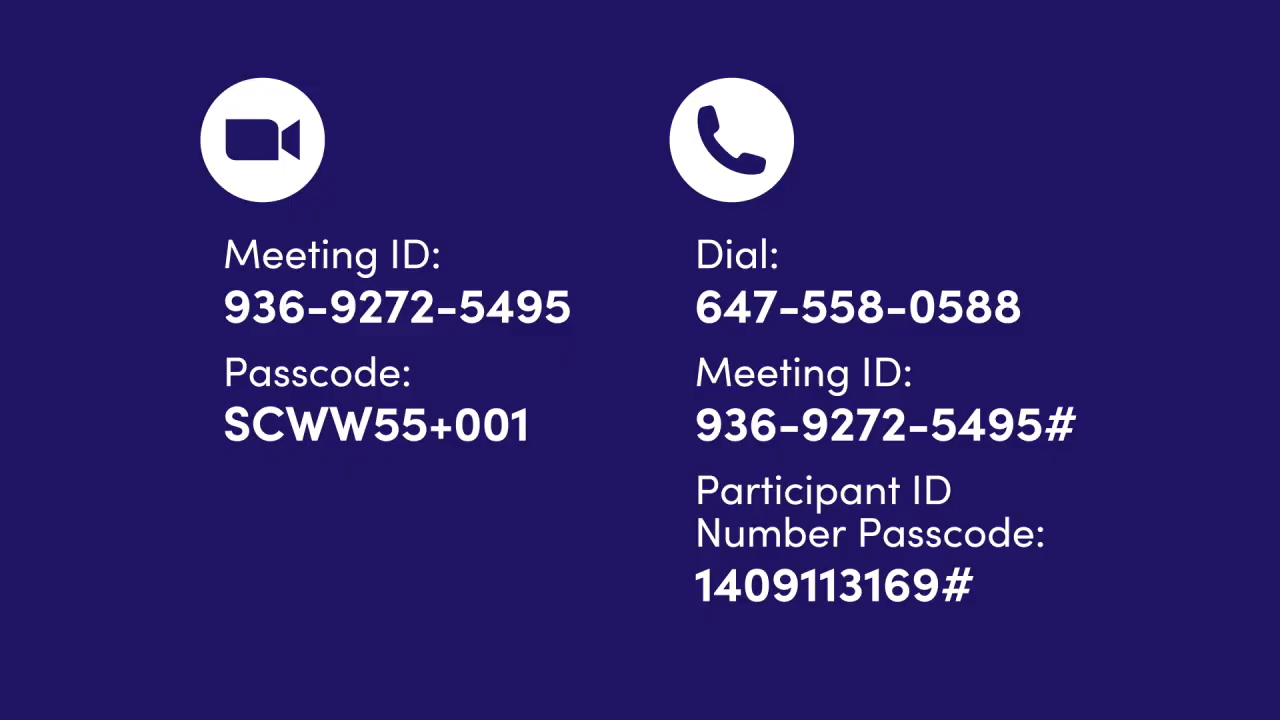 Meeting ID:
936-9272-5495
Passcode:
SCWW55+001
Dial:
647-558-0588
Meeting ID:
936-9272-5495#
Participant ID
Number Passcode:
1409113169#